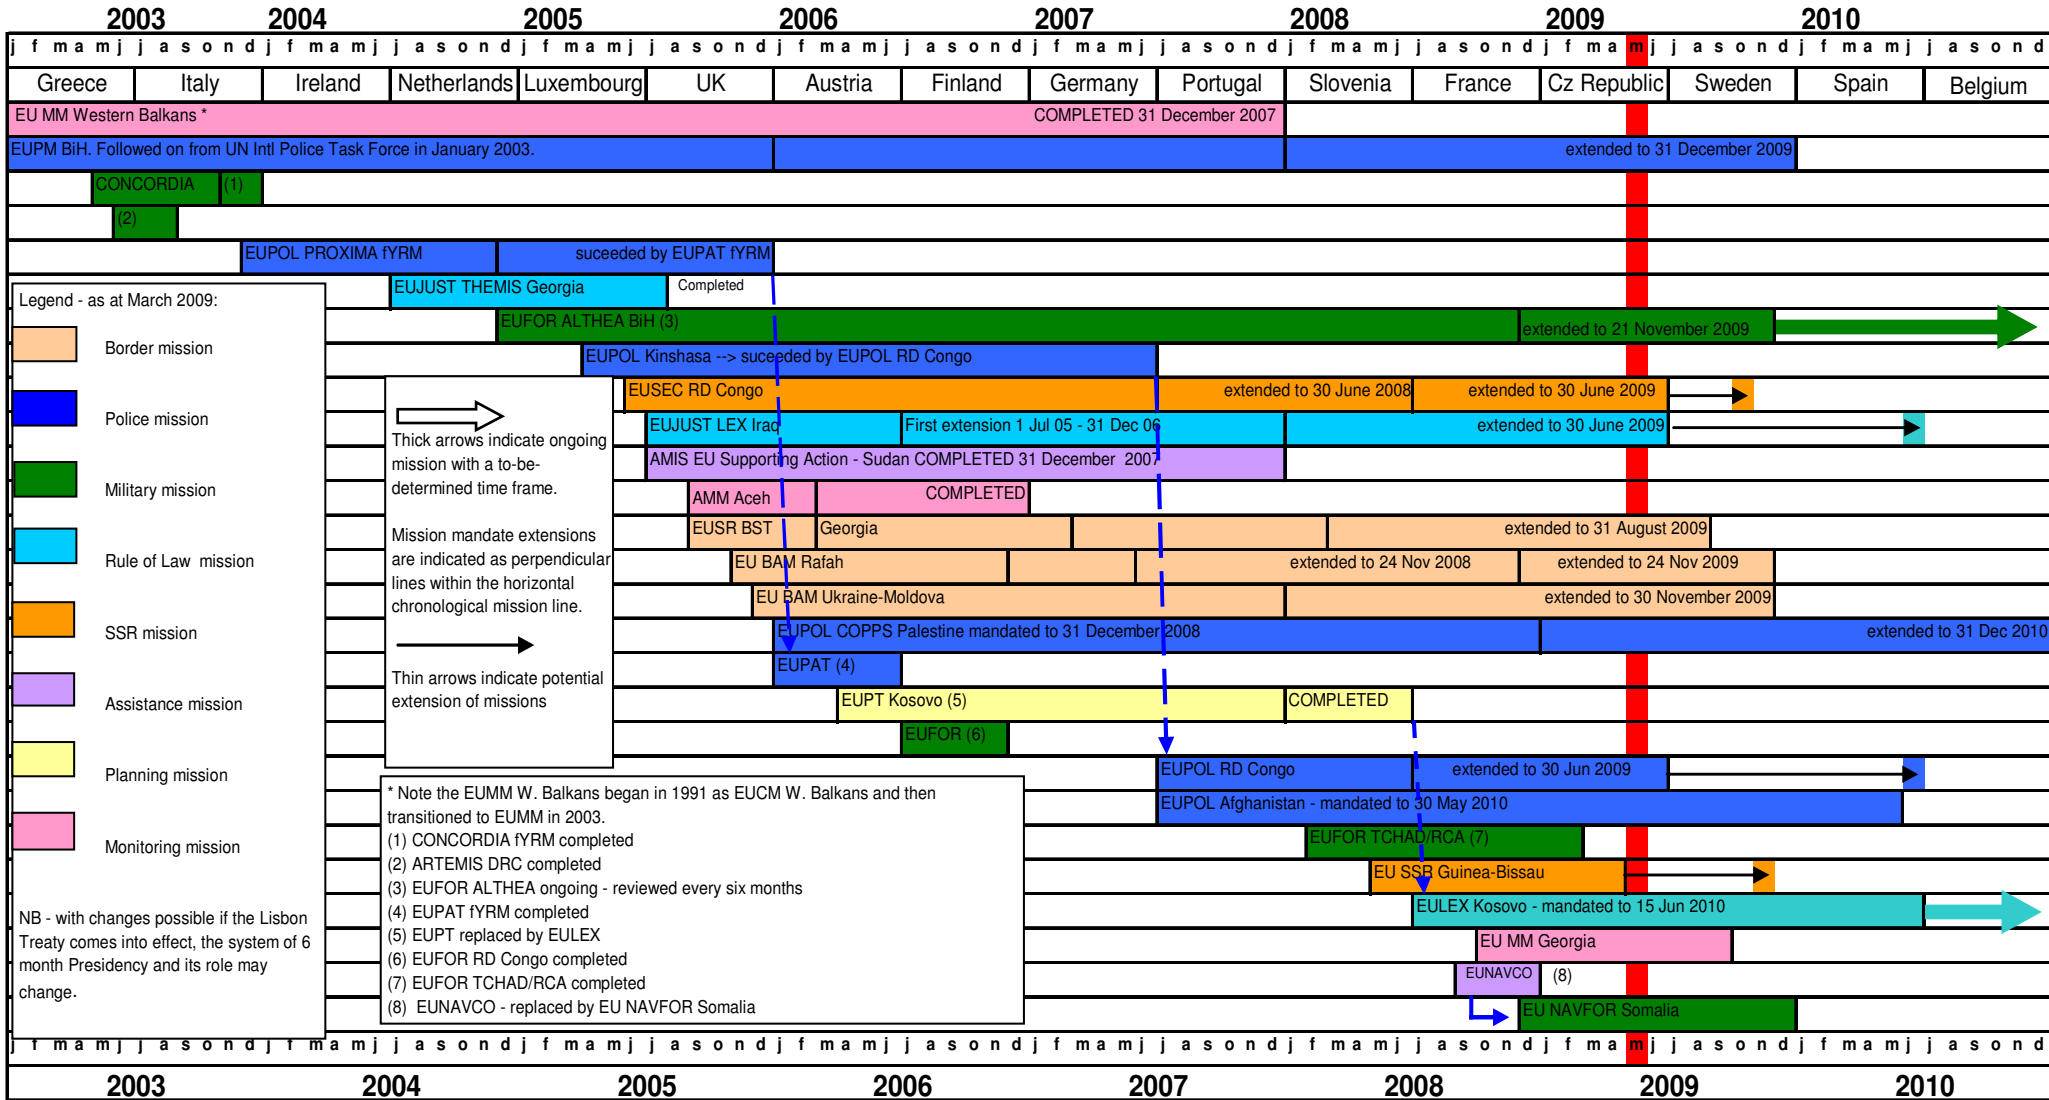 2003 2004 2005 2006 2007 2008 2009 2010
j f m a m j j a s o n d j f m a m j j a s o n d j f m a m j j a s o n d j f m a m j j a s o n d j f m a m j j a s o n d j f m a m j j a s o n d j f m a m j j a s o n d j f m a m j j a s o n d
Greece Italy Ireland Netherlands Luxembourg UK Austria Finland Germany Portugal Slovenia France Cz Republic Sweden Spain Belgium
EU MM Western Balkans * COMPLETED 31 December 2007
EUPM BiH. Followed on from UN Intl Police Task Force in January 2003. extended to 31 December 2009
CONCORDIA (1)
(2)
EUPOL PROXIMA fYRM suceeded by EUPAT fYRM
EUJUST THEMIS Georgia Completed
EUFOR ALTHEA BiH (3) extended to 21 November 2009
EUPOL Kinshasa --> suceeded by EUPOL RD Congo
EUSEC RD Congo extended to 30 June 2008 extended to 30 June 2009
EUJUST LEX Iraq First extension 1 Jul 05 - 31 Dec 06 extended to 30 June 2009
AMIS EU Supporting Action - Sudan COMPLETED 31 December 2007
AMM Aceh COMPLETED
EUSR BST Georgia extended to 31 August 2009
EU BAM Rafah extended to 24 Nov 2008 extended to 24 Nov 2009
EU BAM Ukraine-Moldova extended to 30 November 2009
EUPOL COPPS Palestine mandated to 31 December 2008 extended to 31 Dec 2010
EUPAT (4)
EUPT Kosovo (5) COMPLETED
EUFOR (6)
EUPOL RD Congo extended to 30 Jun 2009
EUPOL Afghanistan - mandated to 30 May 2010
EUFOR TCHAD/RCA (7)
EU SSR Guinea-Bissau
EULEX Kosovo - mandated to 15 Jun 2010
EU MM Georgia
EUNAVCO (8)
EU NAVFOR Somalia
Legend - as at March 2009:
Border mission
Police mission
Military mission
Rule of Law mission
SSR mission
Assistance mission
Planning mission
Monitoring mission
NB - with changes possible if the Lisbon
Treaty comes into effect, the system of 6
month Presidency and its role may
change.
Thick arrows indicate ongoing
mission with a to-be-
determined time frame.
Mission mandate extensions
are indicated as perpendicular
lines within the horizontal
chronological mission line.
Thin arrows indicate potential
extension of missions
* Note the EUMM W. Balkans began in 1991 as EUCM W. Balkans and then
transitioned to EUMM in 2003.
(1) CONCORDIA fYRM completed
(2) ARTEMIS DRC completed
(3) EUFOR ALTHEA ongoing - reviewed every six months
(4) EUPAT fYRM completed
(5) EUPT replaced by EULEX
(6) EUFOR RD Congo completed
(7) EUFOR TCHAD/RCA completed
(8) EUNAVCO - replaced by EU NAVFOR Somalia
j f m a m j j a s o n d j f m a m j j a s o n d j f m a m j j a s o n d j f m a m j j a s o n d j f m a m j j a s o n d j f m a m j j a s o n d j f m a m j j a s o n d j f m a m j j a s o n d
2003 2004 2005 2006 2007 2008 2009 2010